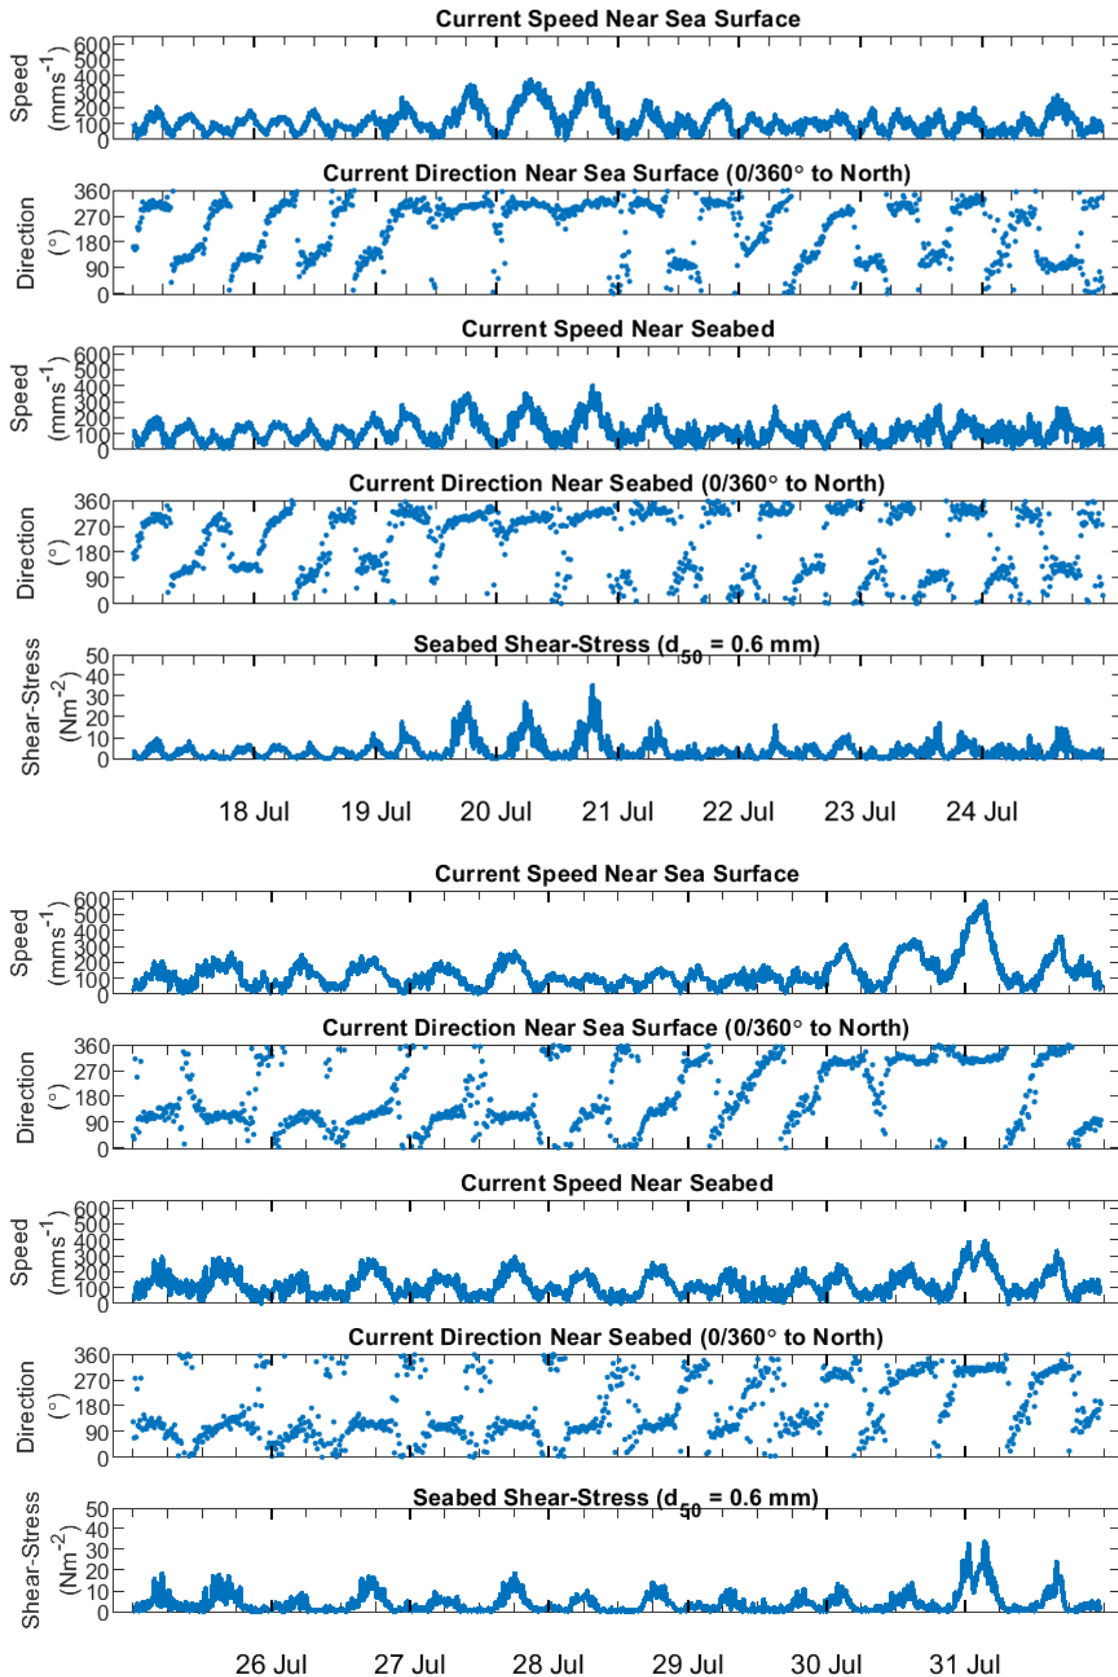 Current Speed Near Sea Surface
Speed
(mms⁻¹)
600
500
400
300
200
100
0
Current Direction Near Sea Surface (0/360° to North)
Direction
(°)
360
270
180
90
0
Current Speed Near Seabed
Speed
(mms⁻¹)
600
500
400
300
200
100
0
Current Direction Near Seabed (0/360° to North)
Direction
(°)
360
270
180
90
0
Seabed Shear-Stress (d₅₀ = 0.6 mm)
Shear-Stress
(Nm⁻²)
50
40
30
20
10
0
18 Jul 19 Jul 20 Jul 21 Jul 22 Jul 23 Jul 24 Jul
Current Speed Near Sea Surface
Speed
(mms⁻¹)
600
500
400
300
200
100
0
Current Direction Near Sea Surface (0/360° to North)
Direction
(°)
360
270
180
90
0
Current Speed Near Seabed
Speed
(mms⁻¹)
600
500
400
300
200
100
0
Current Direction Near Seabed (0/360° to North)
Direction
(°)
360
270
180
90
0
Seabed Shear-Stress (d₅₀ = 0.6 mm)
Shear-Stress
(Nm⁻²)
50
40
30
20
10
0
26 Jul 27 Jul 28 Jul 29 Jul 30 Jul 31 Jul